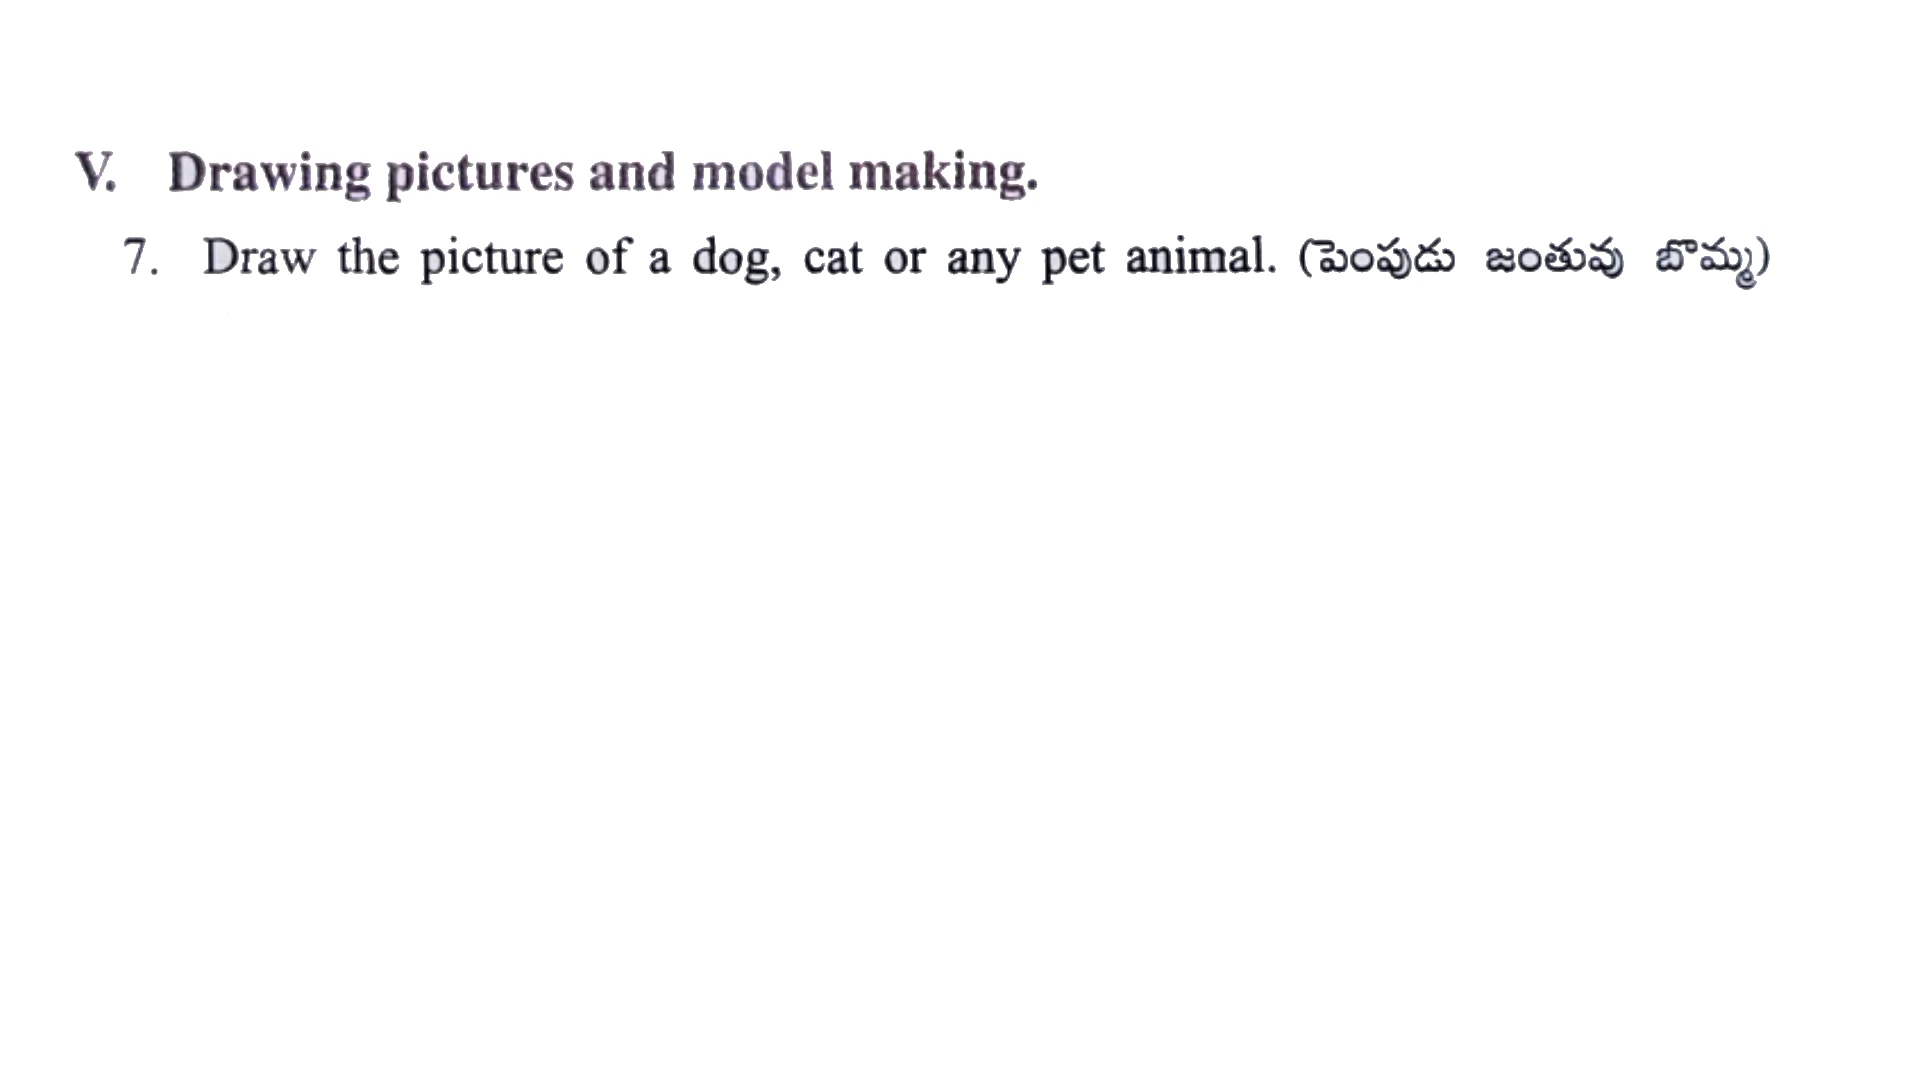 V. Drawing pictures and model making.
7. Draw the picture of a dog, cat or any pet animal. (పెంపుడు జంతువు బొమ్మ)